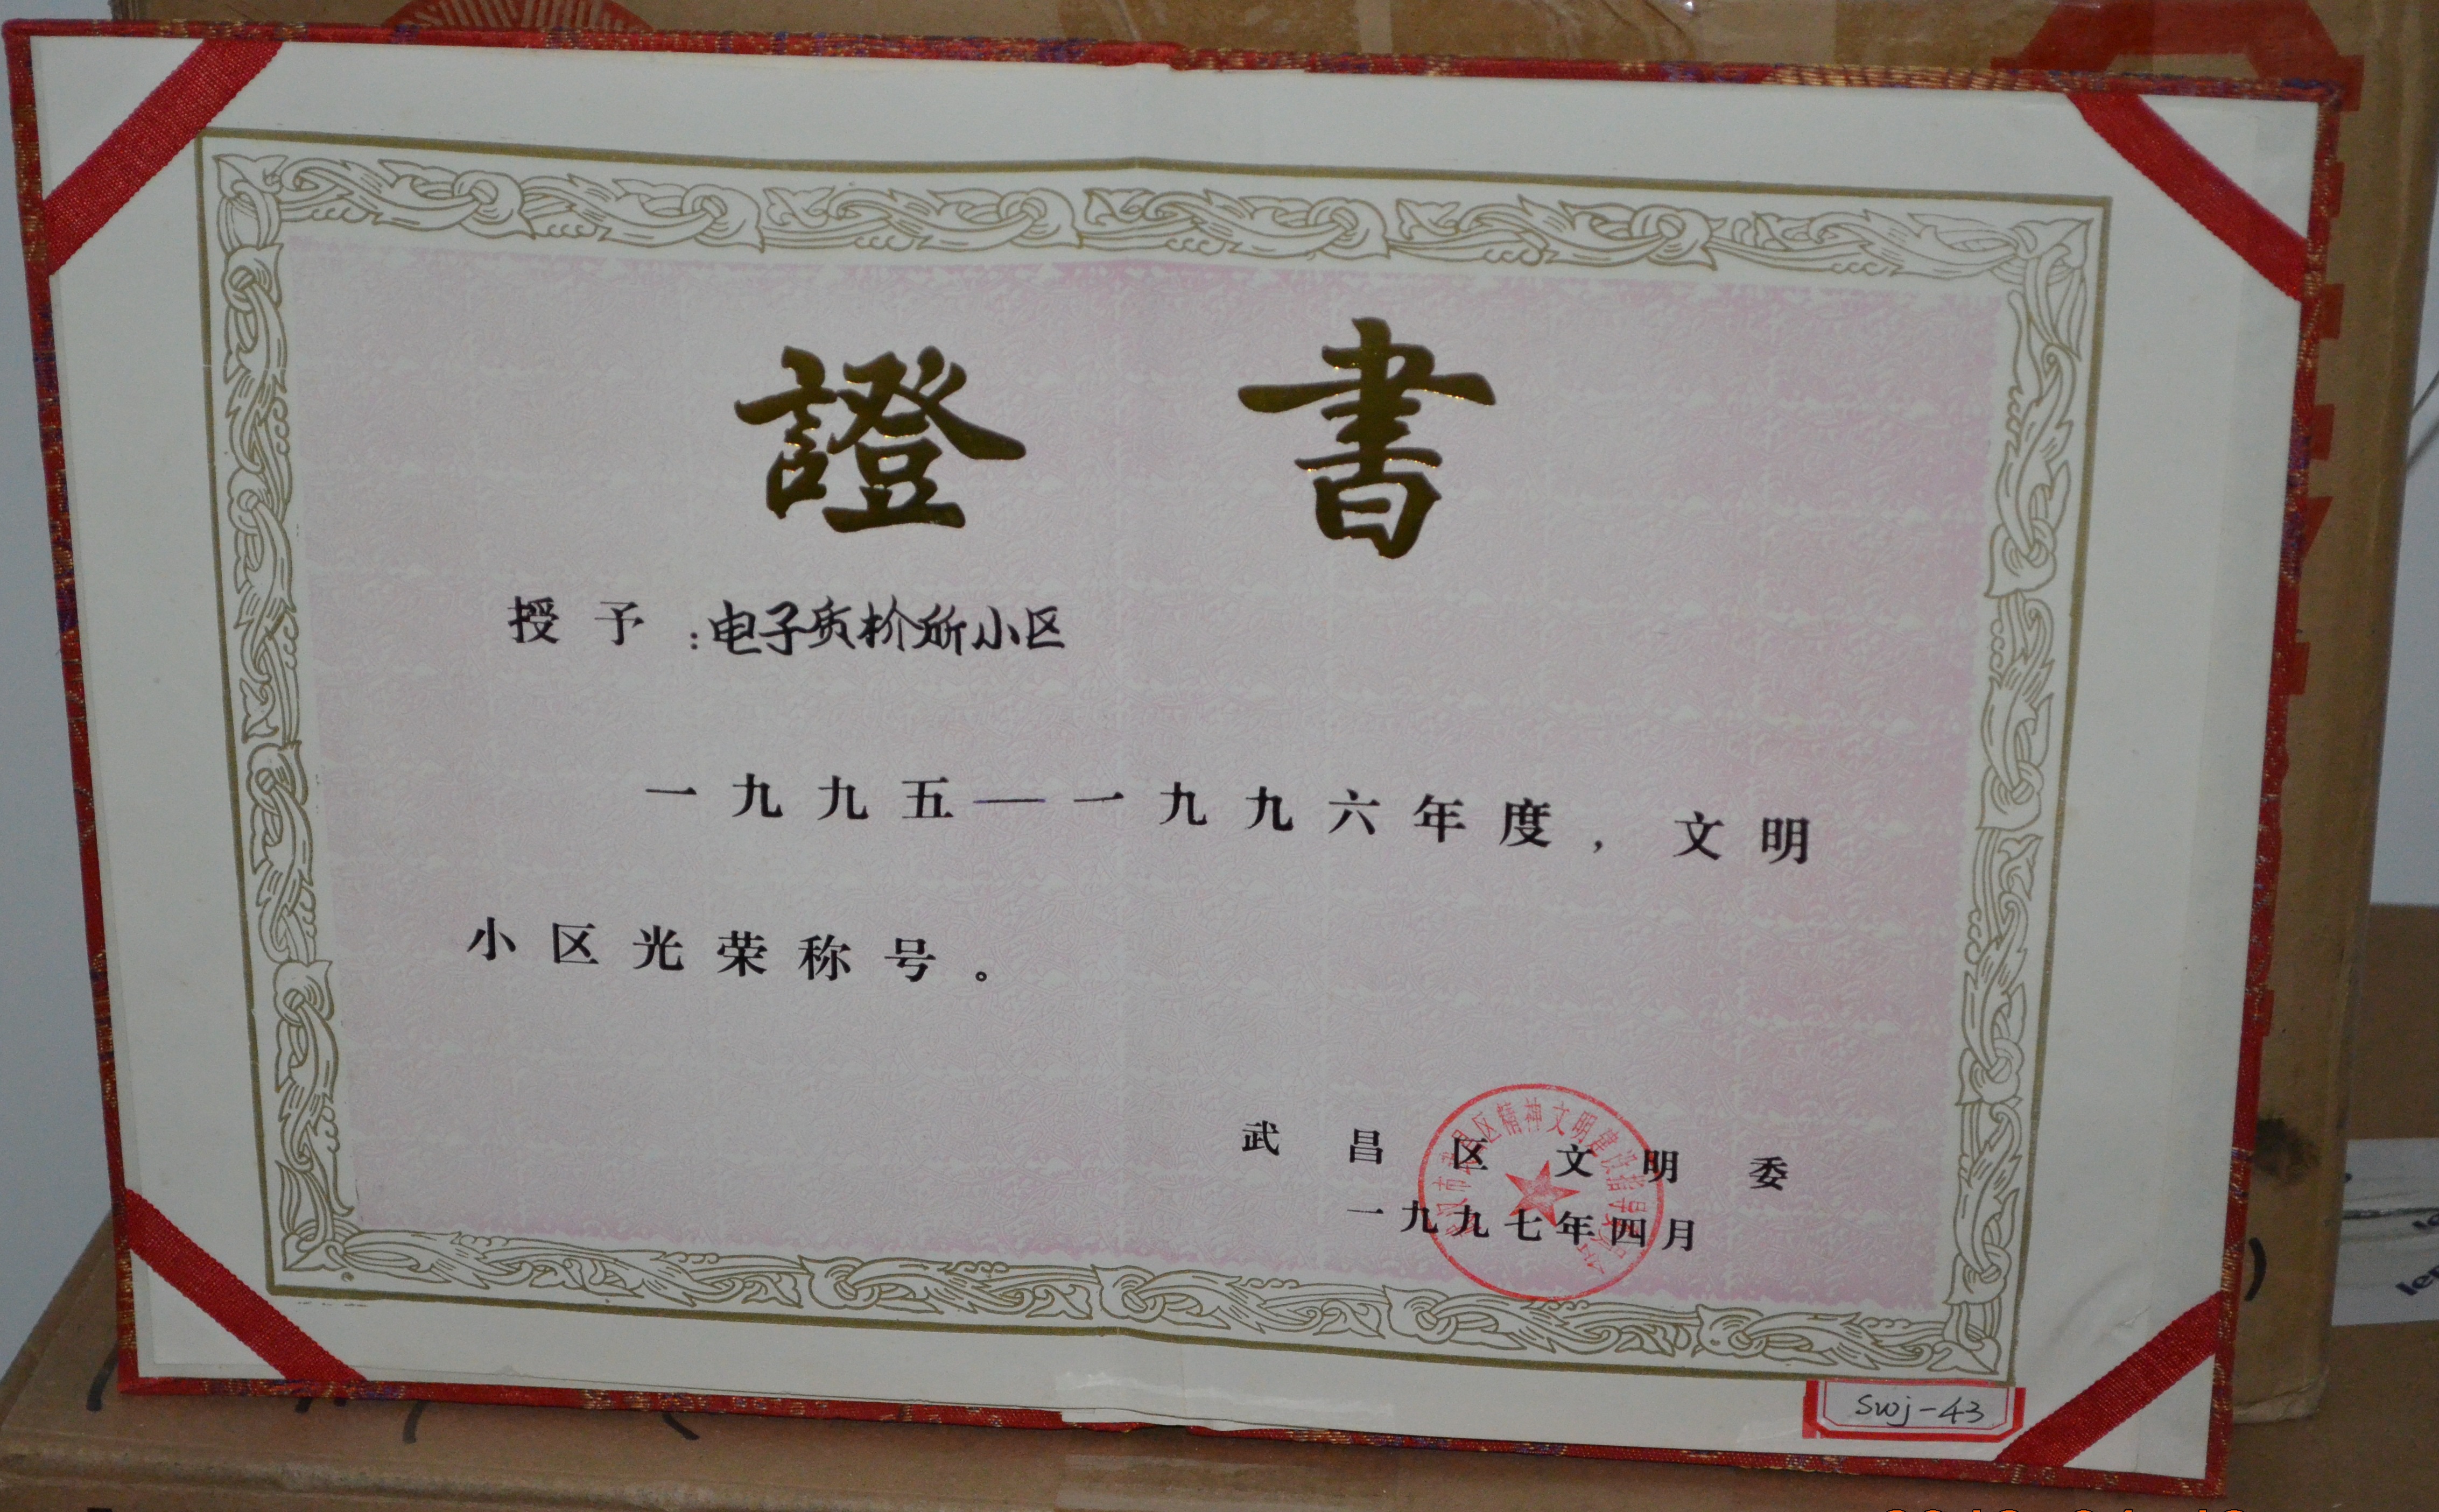 證書
授予：电子质检所小区
一九九五—一九九六年度，文明
小区光荣称号。
武昌区文明委
一九九七年四月
swj-43